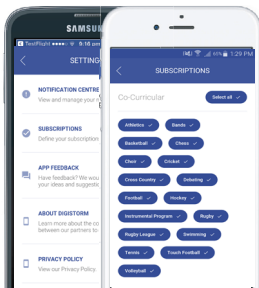 SAMSU
TestFlight 6:16 pm
SETTING
NOTIFICATION CENTRE
View and manage your
SUBSCRIPTIONS
Define your subscription
APP FEEDBACK
Have feedback? We wou
your ideas and suggestic
ABOUT DIGISTORM
Learn more about the co
between our partners to
PRIVACY POLICY
View our Privacy Policy.
65% 1:29 PM
SUBSCRIPTIONS
Co-Curricular
Select all
Athletics
Bands
Basketball
Chess
Choir
Cricket
Cross Country
Debating
Football
Hockey
Instrumental Program
Rugby
Rugby League
Swimming
Tennis
Touch Football
Volleyball